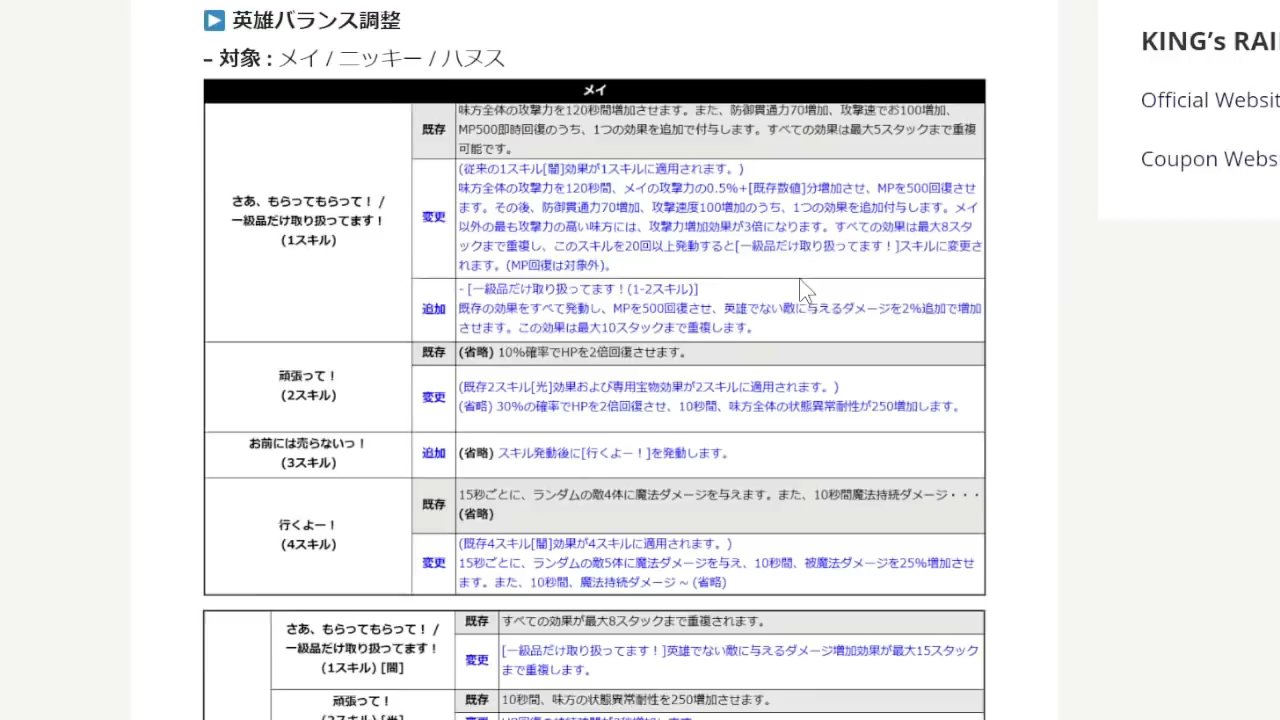 英雄バランス調整
– 対象 : メイ / ニッキー / ハヌス
メイ
さあ、もらってもらって！ /
一級品だけ取り扱ってます！
(1スキル)
既存
味方全体の攻撃力を120秒間増加させます。また、防御貫通力70増加、攻撃速でお100増加、
MP500即時回復のうち、1つの効果を追加で付与します。すべての効果は最大5スタックまで重複
可能です。
変更
(従来の1スキル[闇]効果が1スキルに適用されます。)
味方全体の攻撃力を120秒間、メイの攻撃力の0.5%+[既存数値]分増加させ、MPを500回復させ
ます。その後、防御貫通力70増加、攻撃速度100増加のうち、1つの効果を追加付与します。メイ
以外の最も攻撃力の高い味方には、攻撃力増加効果が3倍になります。すべての効果は最大8スタ
ックまで重複し、このスキルを20回以上発動すると[一級品だけ取り扱ってます！]スキルに変更さ
れます。(MP回復は対象外)。
追加
- [一級品だけ取り扱ってます！(1-2スキル)]
既存の効果をすべて発動し、MPを500回復させ、英雄でない敵に与えるダメージを2%追加で増加
させます。この効果は最大10スタックまで重複します。
頑張って！
(2スキル)
既存
(省略) 10%確率でHPを2倍回復させます。
変更
(既存2スキル[光]効果および専用宝物効果が2スキルに適用されます。)
(省略) 30%の確率でHPを2倍回復させ、10秒間、味方全体の状態異常耐性が250増加します。
お前には売らないっ！
(3スキル)
追加
(省略) スキル発動後に[行くよー！]を発動します。
行くよー！
(4スキル)
既存
15秒ごとに、ランダムの敵4体に魔法ダメージを与えます。また、10秒間魔法持続ダメージ・・・
(省略)
変更
(既存4スキル[闇]効果が4スキルに適用されます。)
15秒ごとに、ランダムの敵5体に魔法ダメージを与え、10秒間、被魔法ダメージを25%増加させ
ます。また、10秒間、魔法持続ダメージ ~ (省略)
さあ、もらってもらって！ /
一級品だけ取り扱ってます！
(1スキル) [闇]
既存
すべての効果が最大8スタックまで重複されます。
変更
[一級品だけ取り扱ってます！]英雄でない敵に与えるダメージ増加効果が最大15スタック
まで重複します。
頑張って！
既存
10秒間、味方の状態異常耐性を250増加させます。
KING's RAI
Official Websit
Coupon Webs